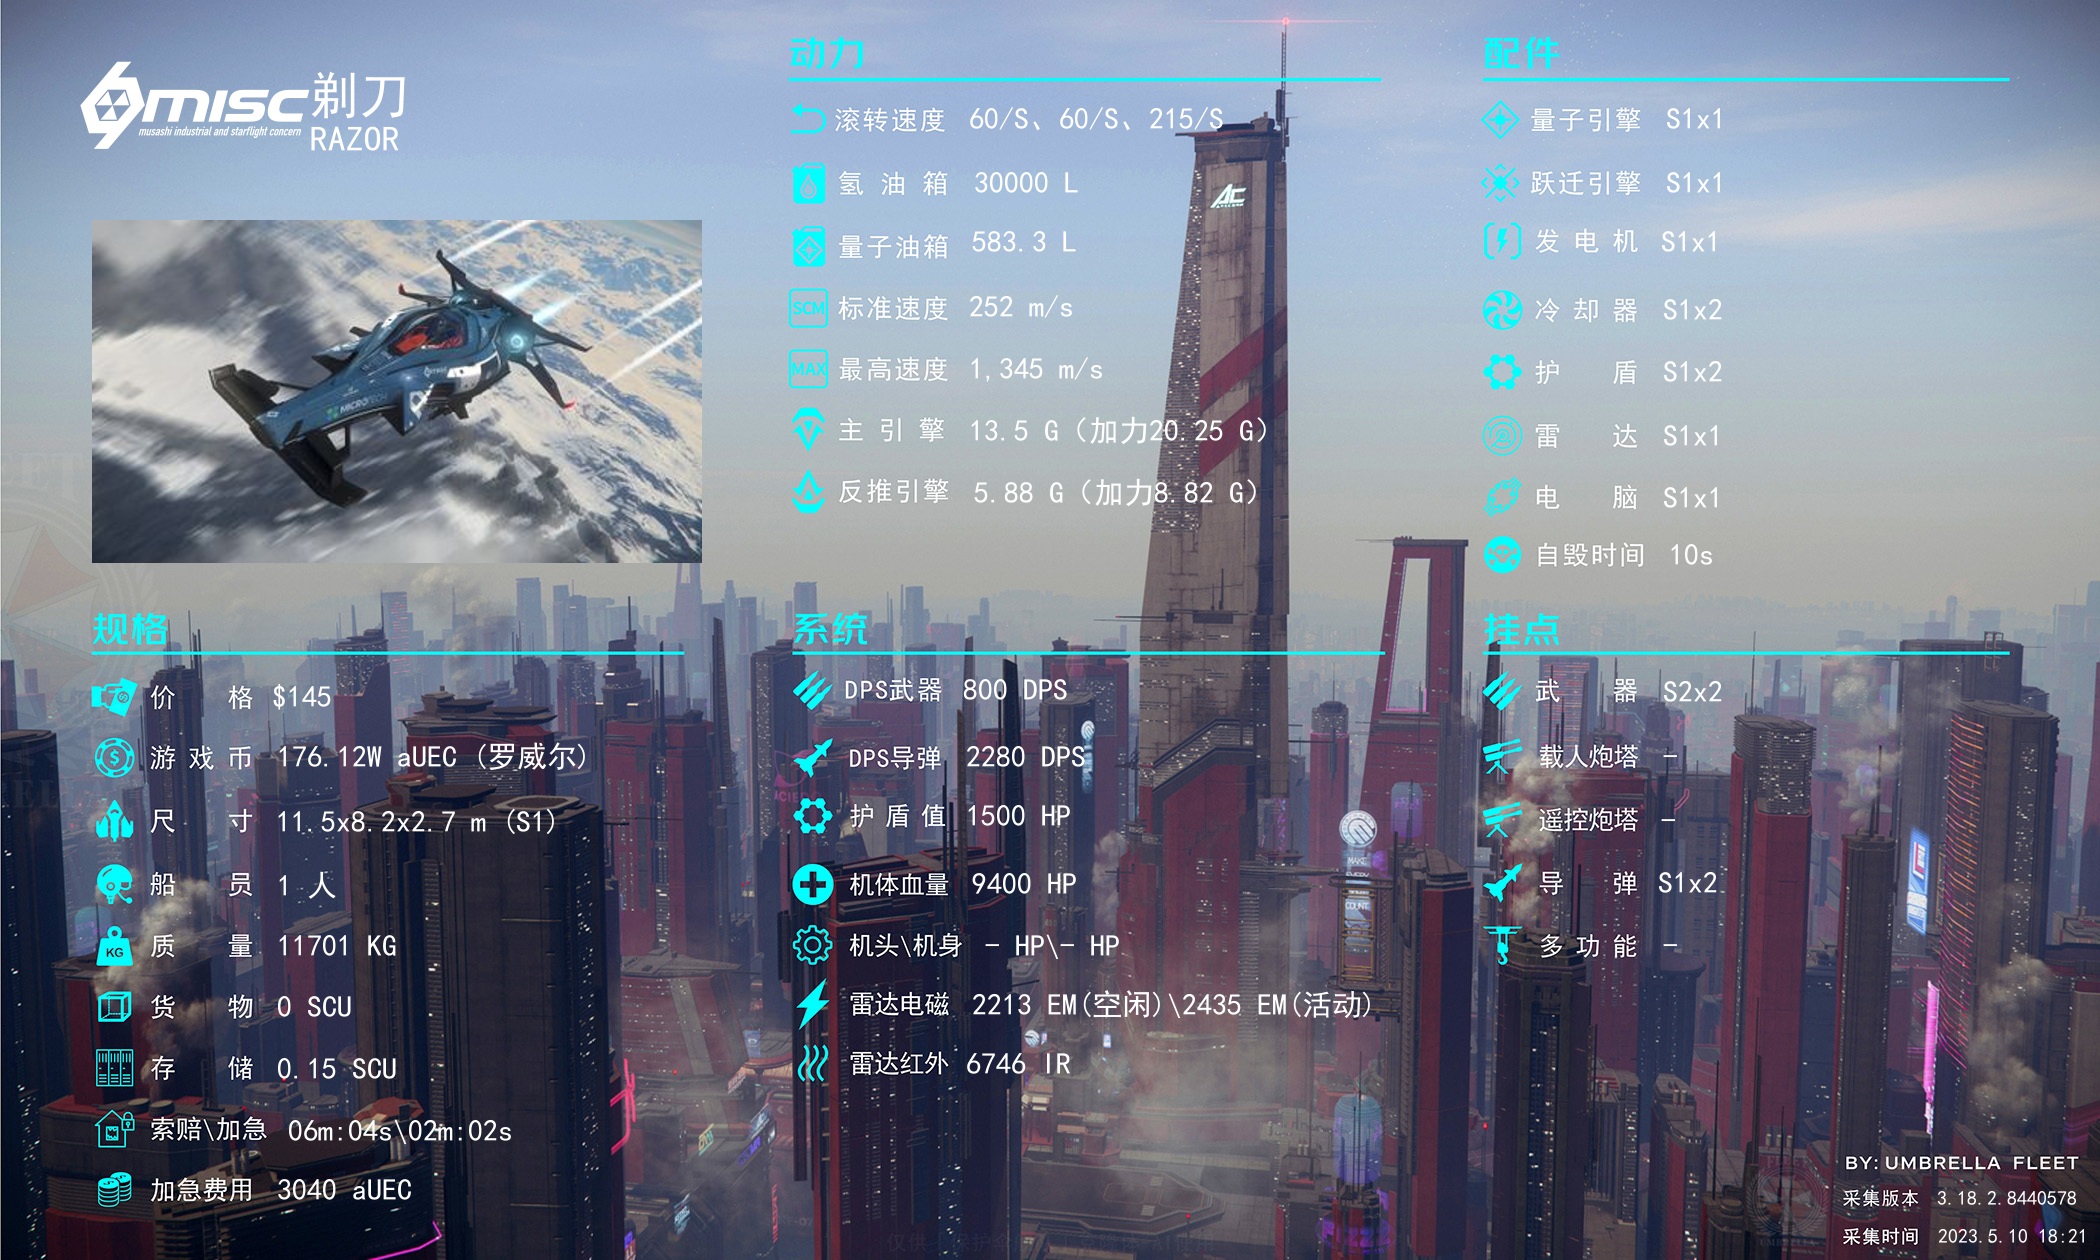 misc 剃刀
musashi industrial and starflight concern
RAZOR
MICROTECH
动力
滚转速度 60/S、60/S、215/S
氢油箱 30000 L
量子油箱 583.3 L
SCM 标准速度 252 m/s
MAX 最高速度 1,345 m/s
主引擎 13.5 G（加力20.25 G）
反推引擎 5.88 G（加力8.82 G）
配件
量子引擎 S1x1
跃迁引擎 S1x1
发电机 S1x1
冷却器 S1x2
护盾 S1x2
雷达 S1x1
电脑 S1x1
自毁时间 10s
规格
价格 $145
游戏币 176.12W aUEC (罗威尔)
尺寸 11.5x8.2x2.7 m (S1)
船员 1 人
KG 质量 11701 KG
货物 0 SCU
存储 0.15 SCU
索赔\加急 06m:04s\02m:02s
加急费用 3040 aUEC
系统
DPS武器 800 DPS
DPS导弹 2280 DPS
护盾值 1500 HP
机体血量 9400 HP
机头\机身 - HP\- HP
雷达电磁 2213 EM(空闲)\2435 EM(活动)
雷达红外 6746 IR
挂点
武器 S2x2
载人炮塔 -
遥控炮塔 -
导弹 S1x2
多功能 -
AC
MAKE
EVERY
COUNT
BY: UMBRELLA FLEET
采集版本 3.18.2.8440578
采集时间 2023.5.10 18:21